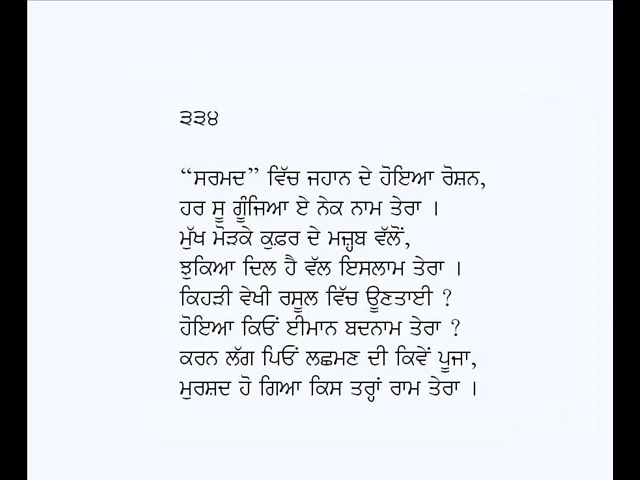 ੩੩੪
“ਸਰਮਦ” ਵਿੱਚ ਜਹਾਨ ਦੇ ਹੋਇਆ ਰੋਸ਼ਨ,
ਹਰ ਸੂ ਗੂੰਜਿਆ ਏ ਨੇਕ ਨਾਮ ਤੇਰਾ ।
ਮੁੱਖ ਮੋੜਕੇ ਕੁਫ਼ਰ ਦੇ ਮਜ਼੍ਹਬ ਵੱਲੋਂ,
ਝੁਕਿਆ ਦਿਲ ਹੈ ਵੱਲ ਇਸਲਾਮ ਤੇਰਾ ।
ਕਿਹੜੀ ਵੇਖੀ ਰਸੂਲ ਵਿੱਚ ਊਣਤਾਈ ?
ਹੋਇਆ ਕਿਓਂ ਈਮਾਨ ਬਦਨਾਮ ਤੇਰਾ ?
ਕਰਨ ਲੱਗ ਪਿਓਂ ਲਛਮਣ ਦੀ ਕਿਵੇਂ ਪੂਜਾ,
ਮੁਰਸ਼ਦ ਹੋ ਗਿਆ ਕਿਸ ਤਰ੍ਹਾਂ ਰਾਮ ਤੇਰਾ ।